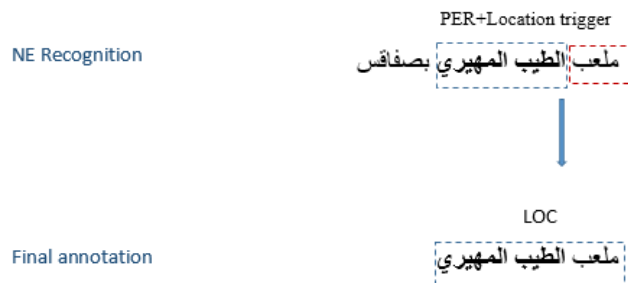 PER+Location trigger
NE Recognition
ملعب الطيب المهيري بصفاقس
LOC
Final annotation
ملعب الطيب المهيري